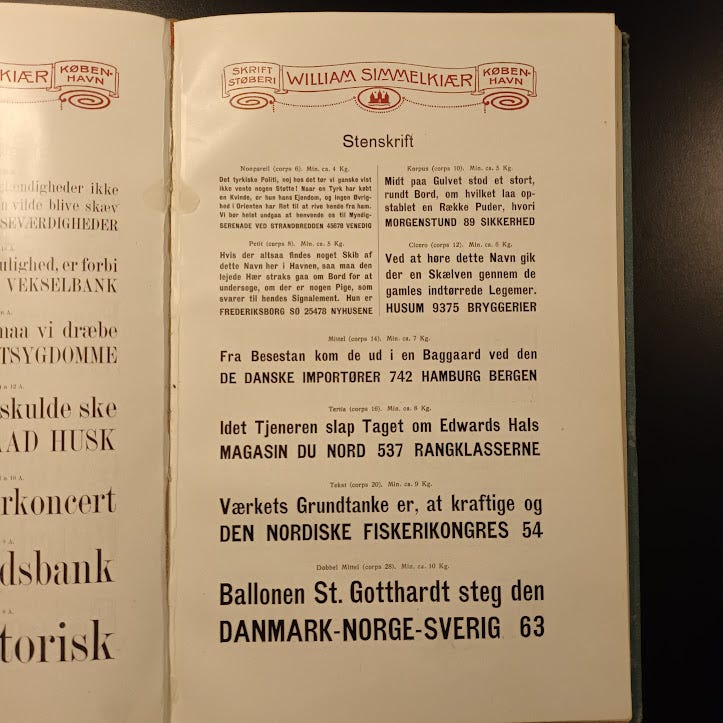 KIÆR
KØBEN-
HAVN
ændigheder ikke
n vilde blive skæv
SEVÆRDIGHEDER
ulighed, er forbi
VEKSELBANK
maa vi dræbe
TSYGDOMME
skulde ske
AAD HUSK
rkoncert
dsbank
torisk
SKRIFT
STØBERI
WILLIAM SIMMELKIÆR
KØBEN-
HAVN
Stenskrift
Nonpareil (corps 6). Min. ca. 4 Kg.
Det tyrkiske Politi, nej hos det tør vi ganske vist
ikke vente nogen Støtte! Naar en Tyrk har købt
en Kvinde, er hun hans Ejendom, og ingen Øvrig-
hed i Orienten har Ret til at rive hende fra ham.
Vi bør helst undgaa at henvende os til Myndig-
SERENADE VED STRANDBREDDEN 45670 VENEDIG
Petit (corps 8). Min. ca. 5 Kg.
Hvis der altsaa findes noget Skib af
dette Navn her i Havnen, saa maa den
lejede Hær straks gaa om Bord for at
undersøge, om der er nogen Pige, som
svarer til hendes Signalement. Hun er
FREDERIKSBORG SØ 25478 NYHUSENE
Korpus (corps 10). Min. ca. 5 Kg.
Midt paa Gulvet stod et stort,
rundt Bord, om hvilket laa op-
stablet en Række Puder, hvori
MORGENSTUND 89 SIKKERHED
Cicero (corps 12). Min. ca. 6 Kg.
Ved at høre dette Navn gik
der en Skælven gennem de
gamles indtørrede Legemer.
HUSUM 9375 BRYGGERIER
Mittel (corps 14). Min. ca. 7 Kg.
Fra Besestan kom de ud i en Baggaard ved den
DE DANSKE IMPORTØRER 742 HAMBURG BERGEN
Tertia (corps 16). Min. ca. 8 Kg.
Idet Tjeneren slap Taget om Edwards Hals
MAGASIN DU NORD 537 RANGKLASSERNE
Tekst (corps 20). Min. ca. 9 Kg.
Værkets Grundtanke er, at kraftige og
DEN NORDISKE FISKERIKONGRES 54
Dobbel Mittel (corps 28). Min. ca. 10 Kg.
Ballonen St. Gotthardt steg den
DANMARK-NORGE-SVERIG 63